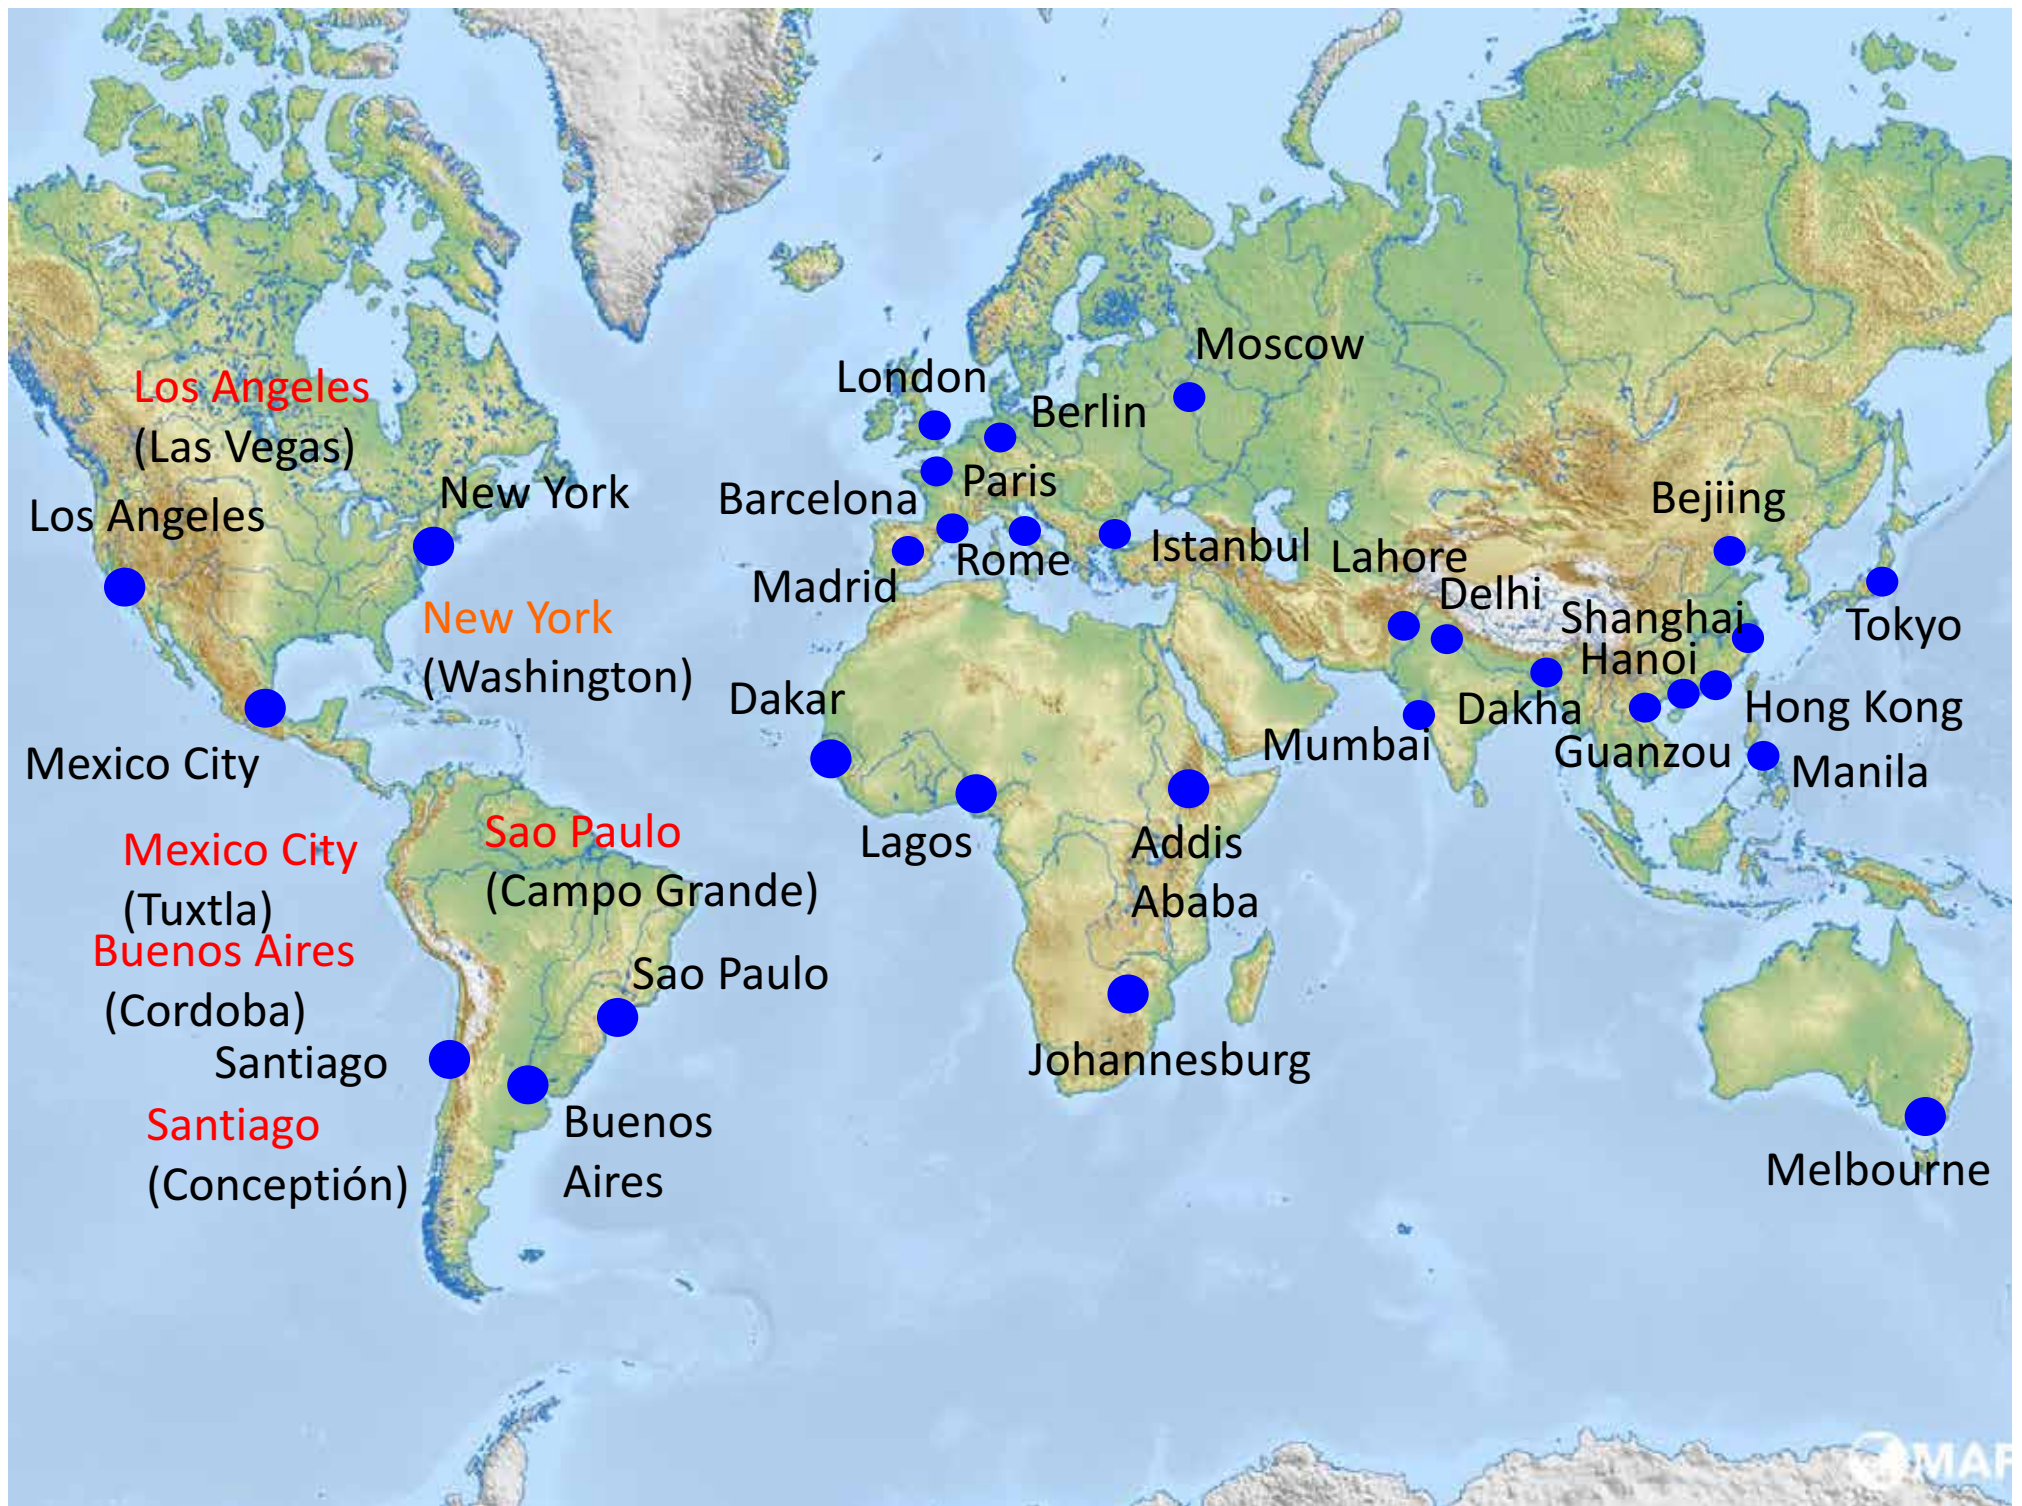 Moscow
London
Berlin
Los Angeles
(Las Vegas)
New York
Los Angeles
Barcelona
Paris
Bejiing
Madrid
Rome
Istanbul
Lahore
Delhi
Shanghai
Tokyo
New York
(Washington)
Hanoi
Dakar
Mumbai
Dakha
Hong Kong
Guanzou
Manila
Mexico City
Mexico City
(Tuxtla)
Sao Paulo
(Campo Grande)
Lagos
Addis
Ababa
Buenos Aires
(Cordoba)
Sao Paulo
Santiago
Johannesburg
Santiago
(Conceptión)
Buenos
Aires
Melbourne